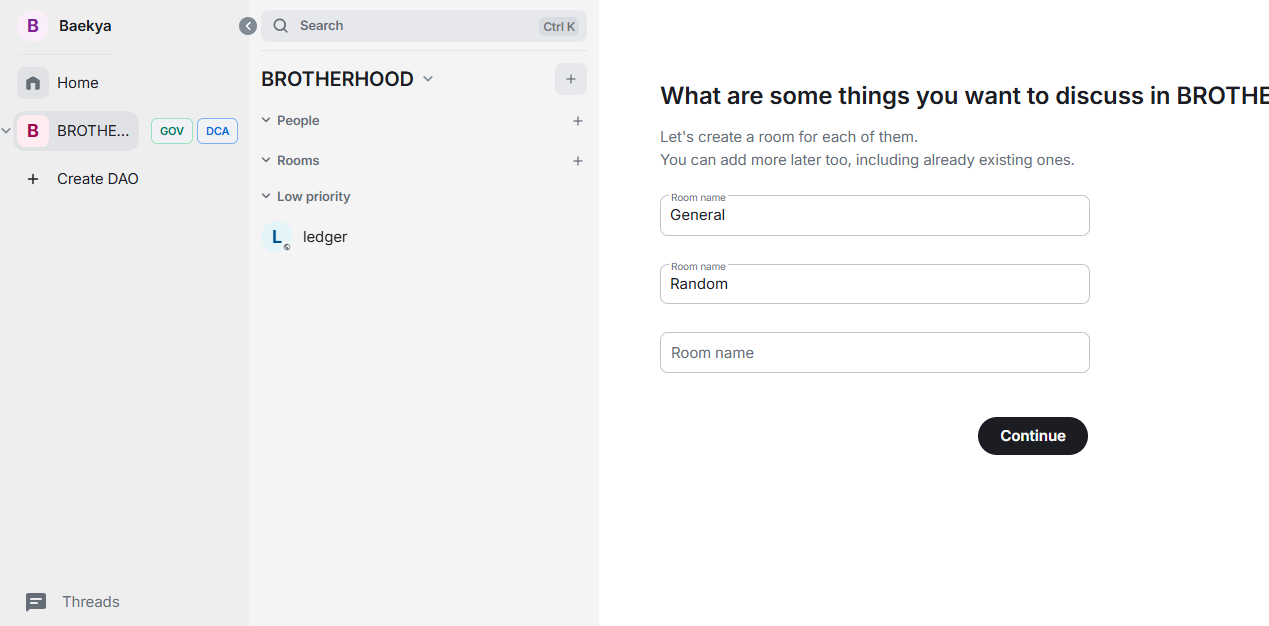 B Baekya
Home
B BROTHE... GOV DCA
Create DAO
Threads
Search Ctrl K
BROTHERHOOD
People
Rooms
Low priority
L ledger
What are some things you want to discuss in BROTHE
Let's create a room for each of them.
You can add more later too, including already existing ones.
Room name
General
Room name
Random
Room name
Continue